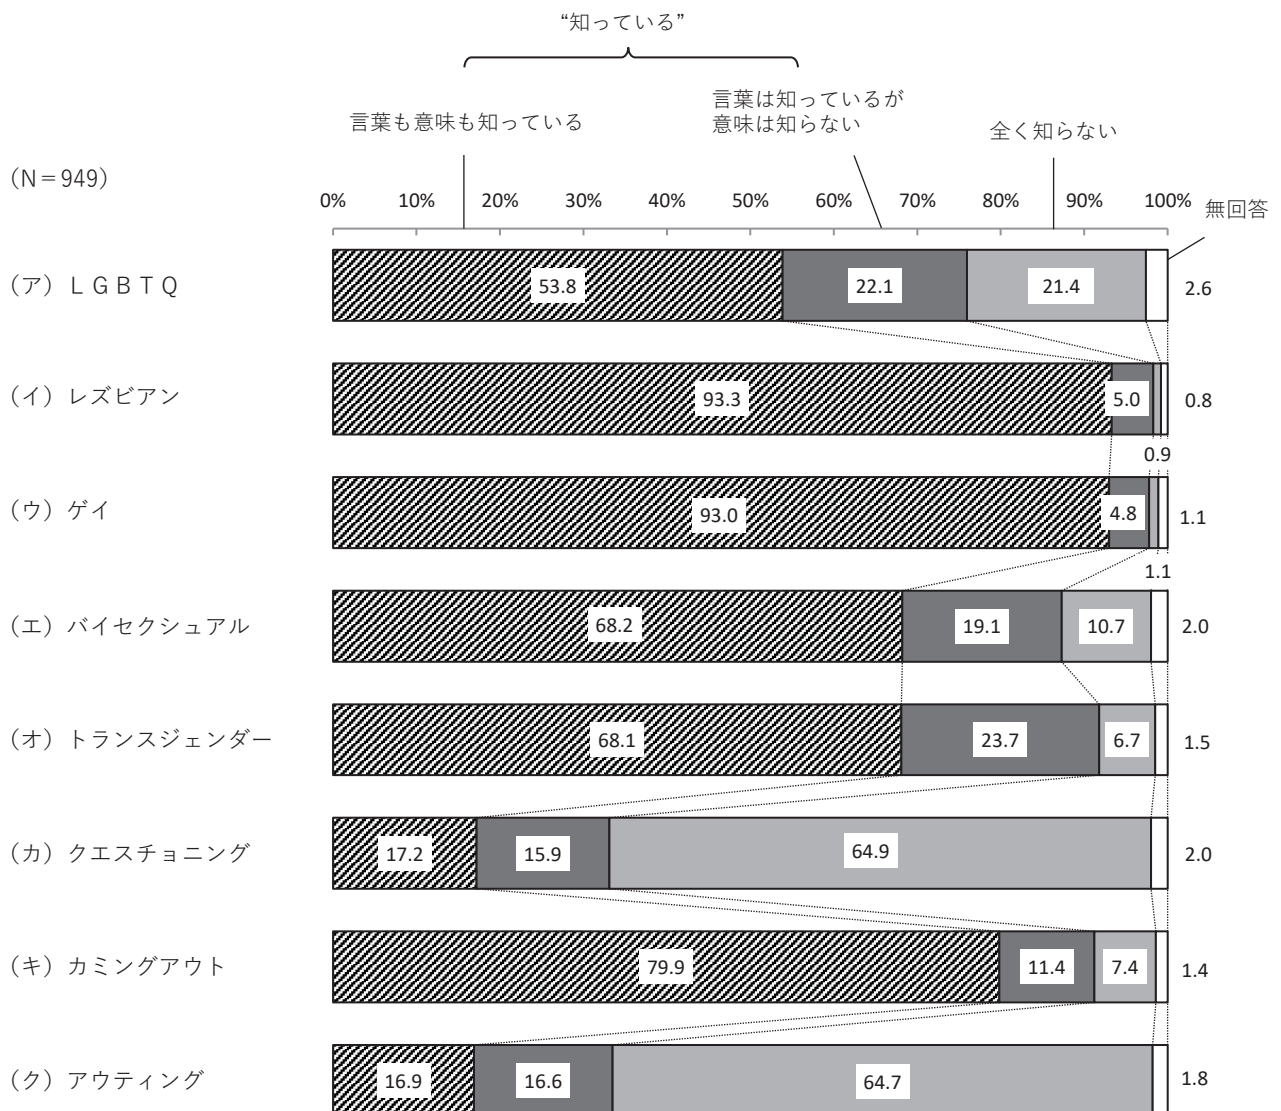 “知っている”
言葉も意味も知っている
言葉は知っているが
意味は知らない
全く知らない
(N=949)
0% 10% 20% 30% 40% 50% 60% 70% 80% 90% 100%
無回答
(ア)LGBTQ 53.8 22.1 21.4 2.6
(イ)レズビアン 93.3 5.0 0.8
0.9
(ウ)ゲイ 93.0 4.8 1.1
1.1
(エ)バイセクシュアル 68.2 19.1 10.7 2.0
(オ)トランスジェンダー 68.1 23.7 6.7 1.5
(カ)クエスチョニング 17.2 15.9 64.9 2.0
(キ)カミングアウト 79.9 11.4 7.4 1.4
(ク)アウティング 16.9 16.6 64.7 1.8